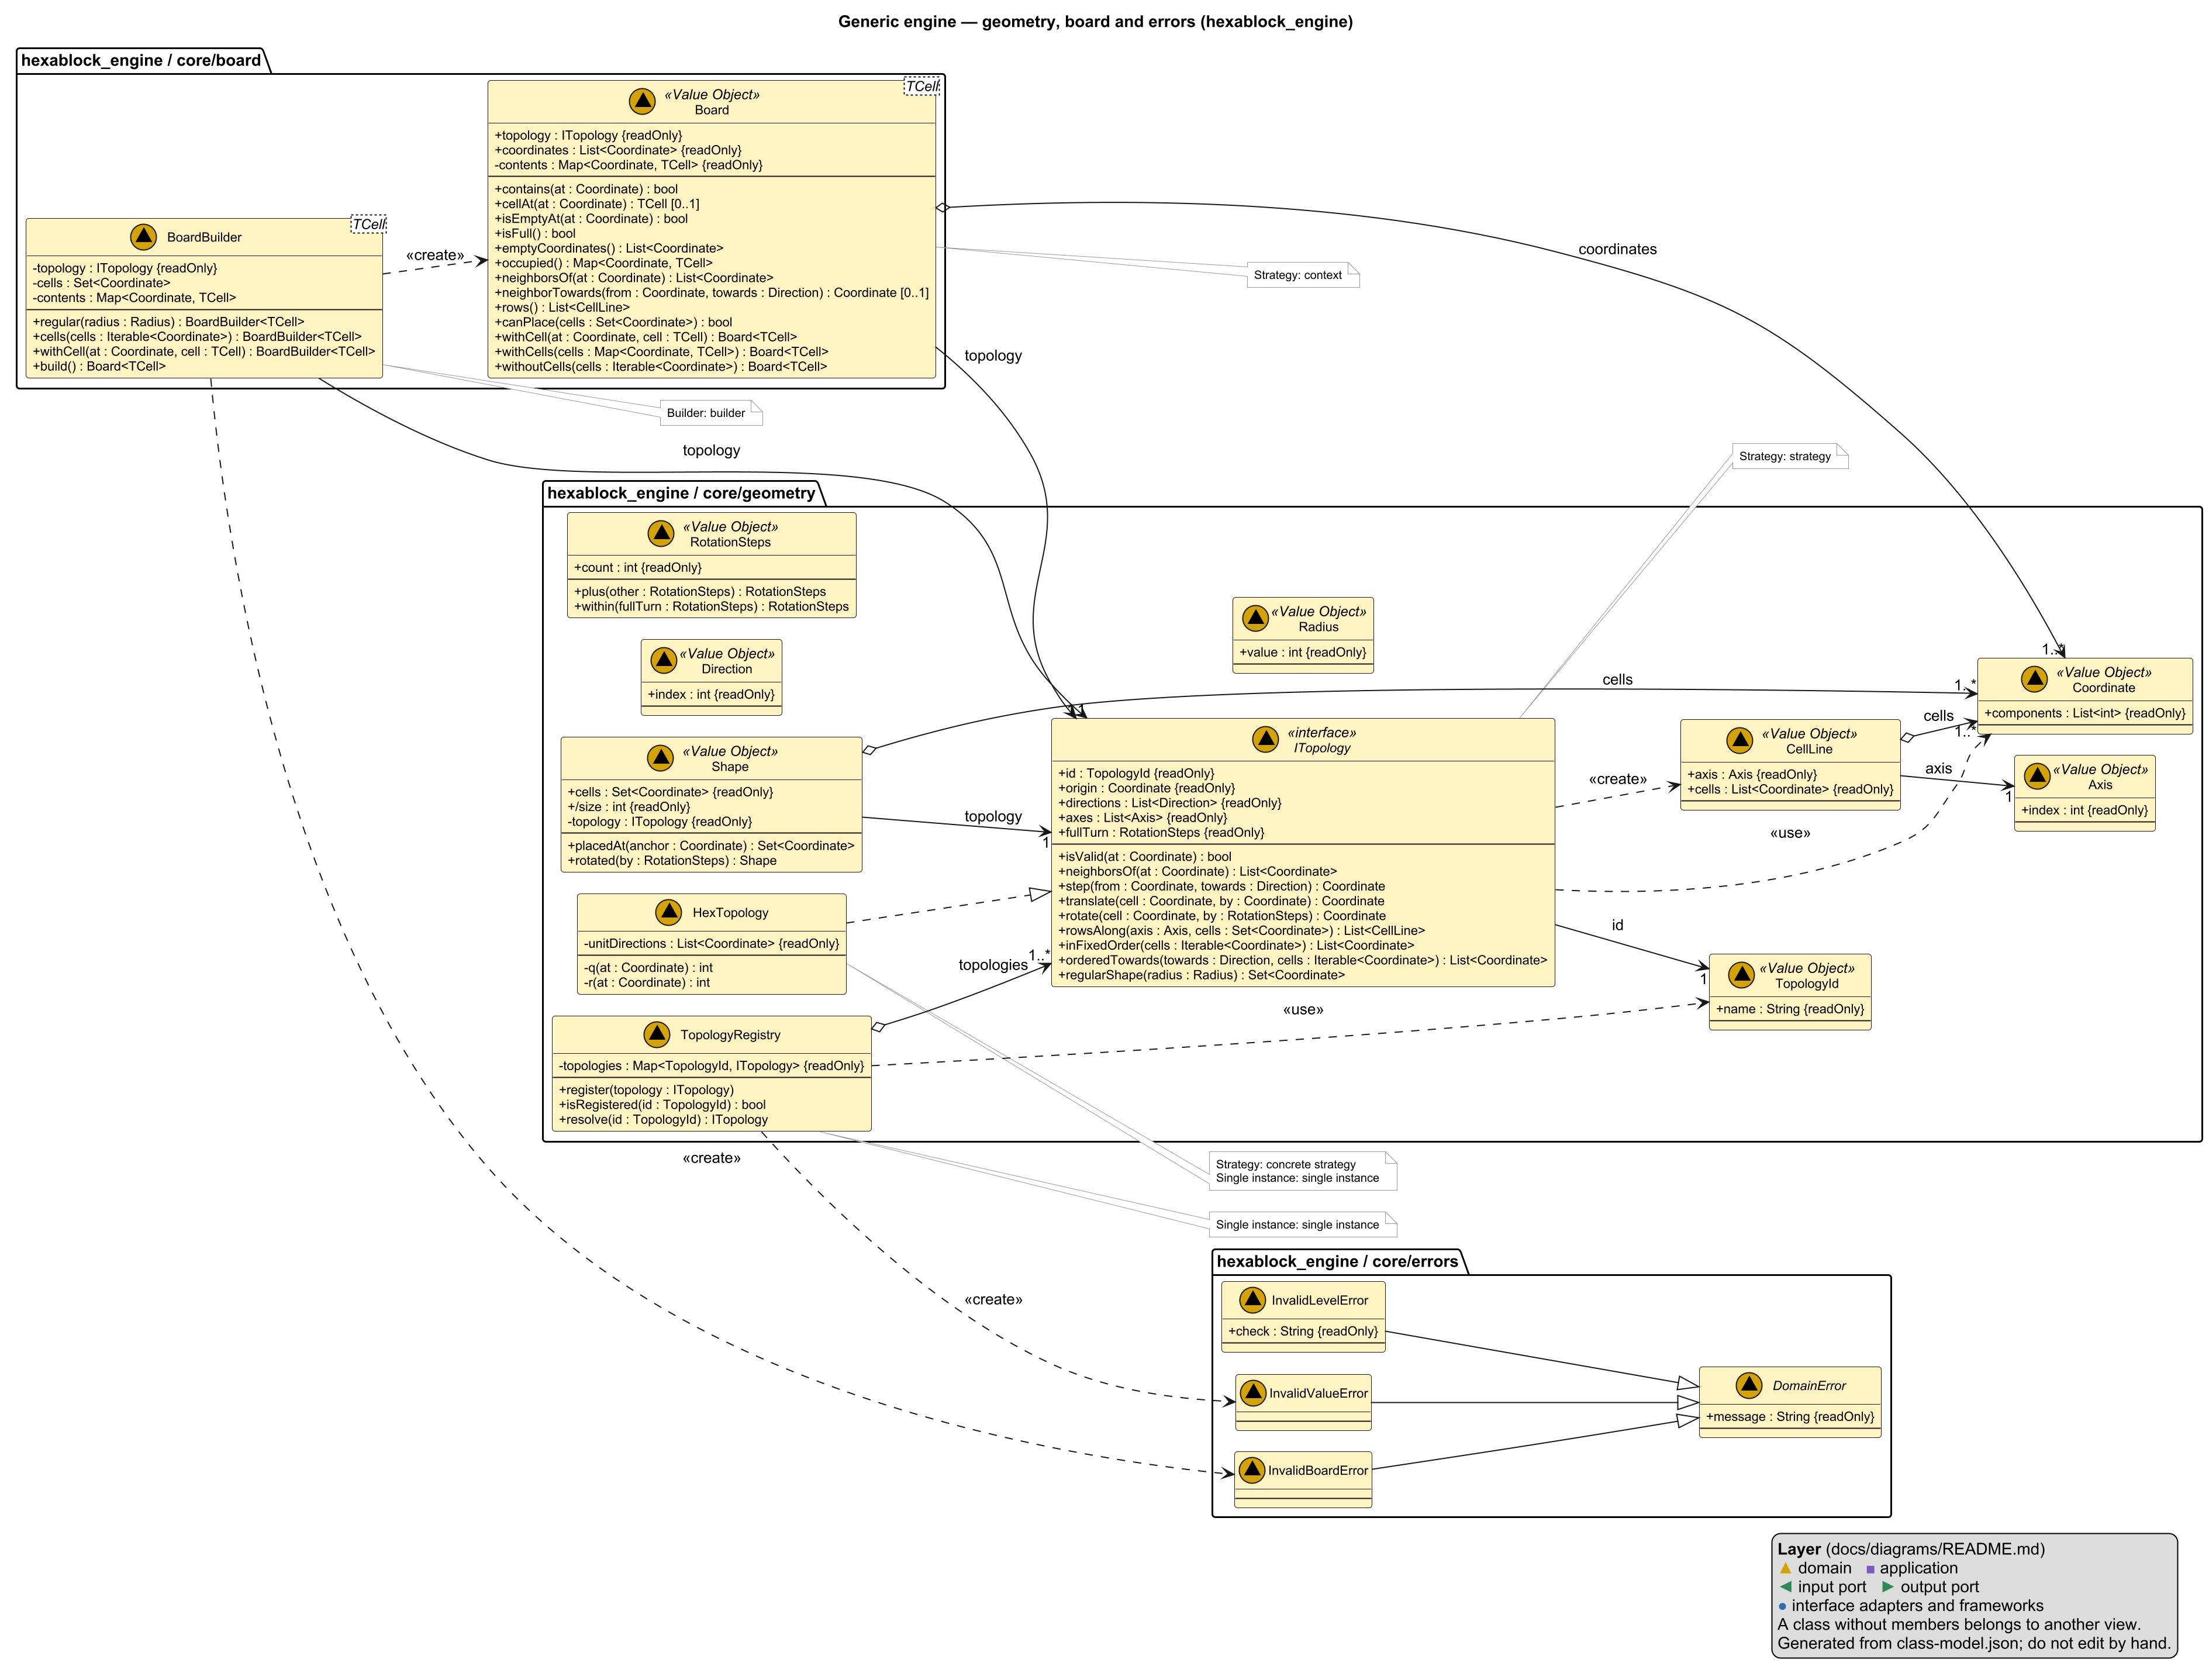 Generic engine — geometry, board and errors (hexablock_engine)
hexablock_engine / core/board
TCell
«Value Object»
Board
+topology : ITopology {readOnly}
+coordinates : List<Coordinate> {readOnly}
-contents : Map<Coordinate, TCell> {readOnly}
+contains(at : Coordinate) : bool
+cellAt(at : Coordinate) : TCell [0..1]
+isEmptyAt(at : Coordinate) : bool
+isFull() : bool
+emptyCoordinates() : List<Coordinate>
+occupied() : Map<Coordinate, TCell>
+neighborsOf(at : Coordinate) : List<Coordinate>
+neighborTowards(from : Coordinate, towards : Direction) : Coordinate [0..1]
+rows() : List<CellLine>
+canPlace(cells : Set<Coordinate>) : bool
+withCell(at : Coordinate, cell : TCell) : Board<TCell>
+withCells(cells : Map<Coordinate, TCell>) : Board<TCell>
+withoutCells(cells : Iterable<Coordinate>) : Board<TCell>
TCell
BoardBuilder
-topology : ITopology {readOnly}
-cells : Set<Coordinate>
-contents : Map<Coordinate, TCell>
+regular(radius : Radius) : BoardBuilder<TCell>
+cells(cells : Iterable<Coordinate>) : BoardBuilder<TCell>
+withCell(at : Coordinate, cell : TCell) : BoardBuilder<TCell>
+build() : Board<TCell>
«create»
coordinates
Strategy: context
topology
Builder: builder
topology
Strategy: strategy
hexablock_engine / core/geometry
«Value Object»
RotationSteps
+count : int {readOnly}
+plus(other : RotationSteps) : RotationSteps
+within(fullTurn : RotationSteps) : RotationSteps
«Value Object»
Direction
+index : int {readOnly}
«Value Object»
Radius
+value : int {readOnly}
«Value Object»
Shape
+cells : Set<Coordinate> {readOnly}
+/size : int {readOnly}
-topology : ITopology {readOnly}
+placedAt(anchor : Coordinate) : Set<Coordinate>
+rotated(by : RotationSteps) : Shape
HexTopology
-unitDirections : List<Coordinate> {readOnly}
-q(at : Coordinate) : int
-r(at : Coordinate) : int
TopologyRegistry
-topologies : Map<TopologyId, ITopology> {readOnly}
+register(topology : ITopology)
+isRegistered(id : TopologyId) : bool
+resolve(id : TopologyId) : ITopology
«interface»
ITopology
+id : TopologyId {readOnly}
+origin : Coordinate {readOnly}
+directions : List<Direction> {readOnly}
+axes : List<Axis> {readOnly}
+fullTurn : RotationSteps {readOnly}
+isValid(at : Coordinate) : bool
+neighborsOf(at : Coordinate) : List<Coordinate>
+step(from : Coordinate, towards : Direction) : Coordinate
+translate(cell : Coordinate, by : Coordinate) : Coordinate
+rotate(cell : Coordinate, by : RotationSteps) : Coordinate
+rowsAlong(axis : Axis, cells : Set<Coordinate>) : List<CellLine>
+inFixedOrder(cells : Iterable<Coordinate>) : List<Coordinate>
+orderedTowards(towards : Direction, cells : Iterable<Coordinate>) : List<Coordinate>
+regularShape(radius : Radius) : Set<Coordinate>
«Value Object»
CellLine
+axis : Axis {readOnly}
+cells : List<Coordinate> {readOnly}
«Value Object»
Coordinate
+components : List<int> {readOnly}
«Value Object»
Axis
+index : int {readOnly}
«Value Object»
TopologyId
+name : String {readOnly}
cells
1..*
1..*
cells
1..*
axis
1
«create»
«use»
topology
1
topologies
1..*
id
1
«use»
1
Strategy: concrete strategy
Single instance: single instance
Single instance: single instance
«create»
«create»
hexablock_engine / core/errors
InvalidLevelError
+check : String {readOnly}
InvalidValueError
InvalidBoardError
DomainError
+message : String {readOnly}
Layer (docs/diagrams/README.md)
▲ domain ■ application
◀ input port ▶ output port
● interface adapters and frameworks
A class without members belongs to another view.
Generated from class-model.json; do not edit by hand.